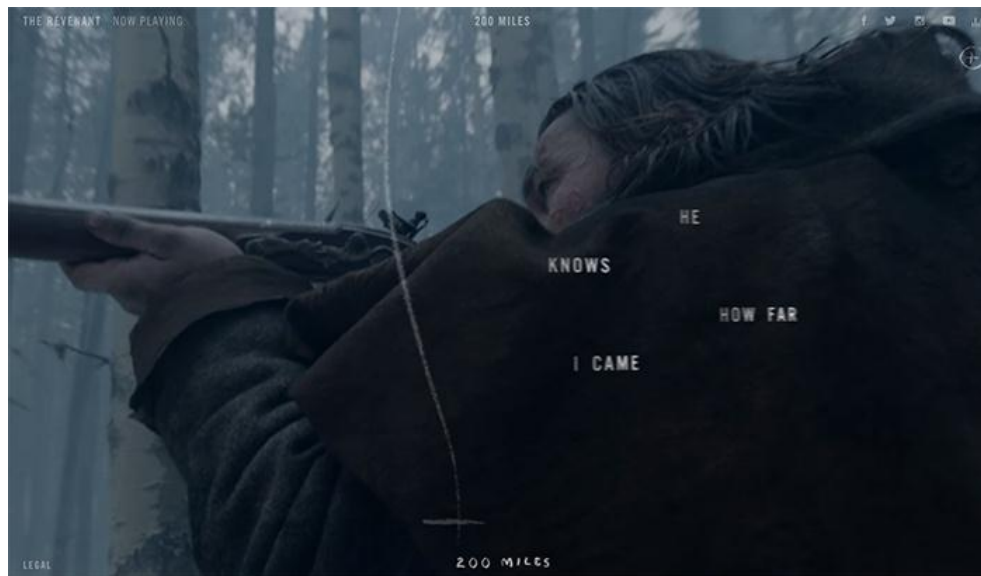 THE REVENANT NOW PLAYING
200 MILES
HE
KNOWS
HOW FAR
I CAME
200 MILES
LEGAL